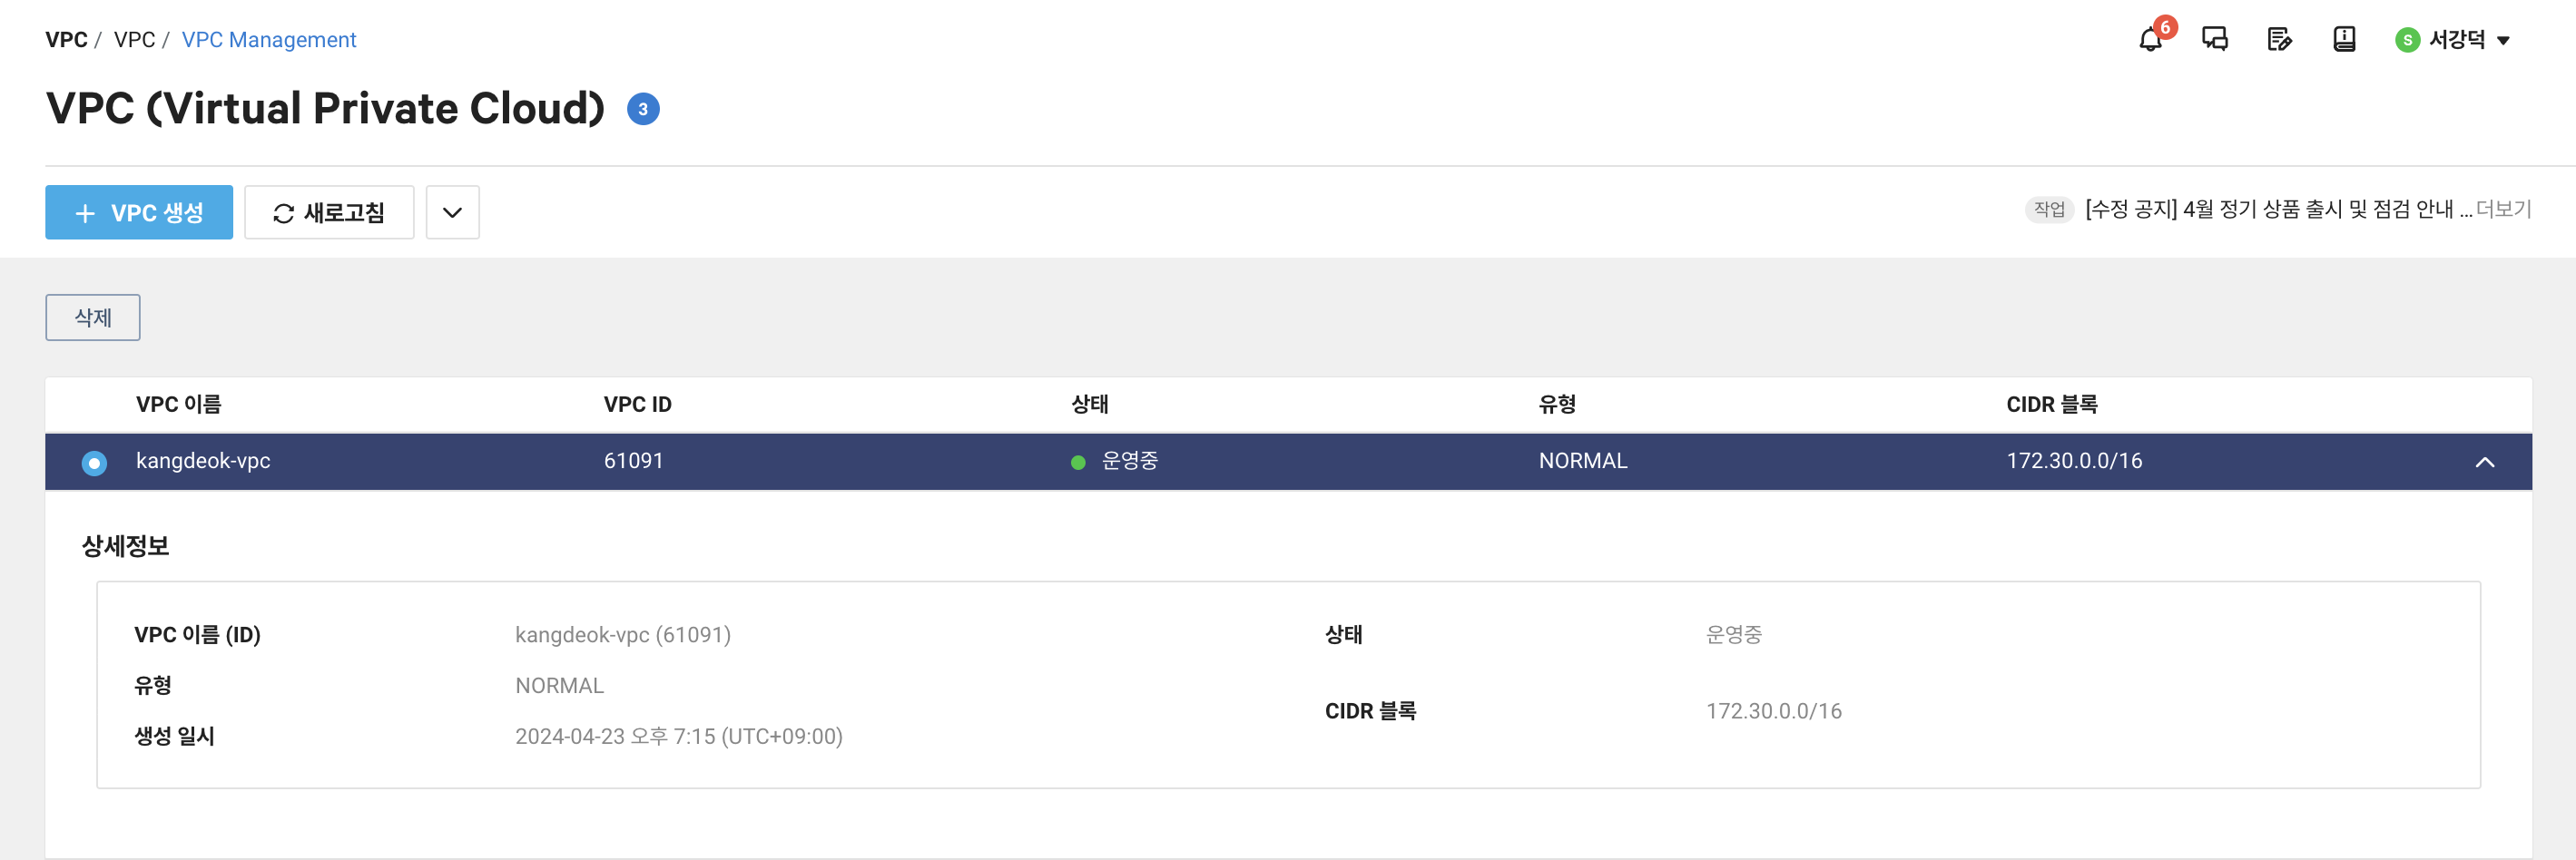 VPC / VPC / VPC Management
6
S 서강덕
VPC (Virtual Private Cloud) 3
+ VPC 생성 새로고침
작업 [수정 공지] 4월 정기 상품 출시 및 점검 안내 ... 더보기
삭제
VPC 이름 VPC ID 상태 유형 CIDR 블록
kangdeok-vpc 61091 운영중 NORMAL 172.30.0.0/16
상세정보
VPC 이름 (ID) kangdeok-vpc (61091) 상태 운영중
유형 NORMAL
CIDR 블록 172.30.0.0/16
생성 일시 2024-04-23 오후 7:15 (UTC+09:00)